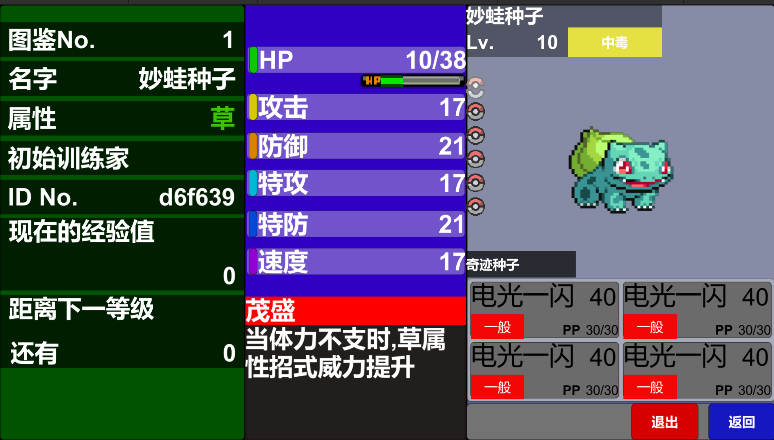 图鉴No. 1
名字 妙蛙种子
属性 草
初始训练家
ID No. d6f639
现在的经验值
0
距离下一等级
还有 0
HP 10/38
HP
攻击 17
防御 21
特攻 17
特防 21
速度 17
茂盛
当体力不支时,草属
性招式威力提升
妙蛙种子
Lv. 10 中毒
奇迹种子
电光一闪 40
一般 PP 30/30
电光一闪 40
一般 PP 30/30
电光一闪 40
一般 PP 30/30
电光一闪 40
一般 PP 30/30
退出 返回